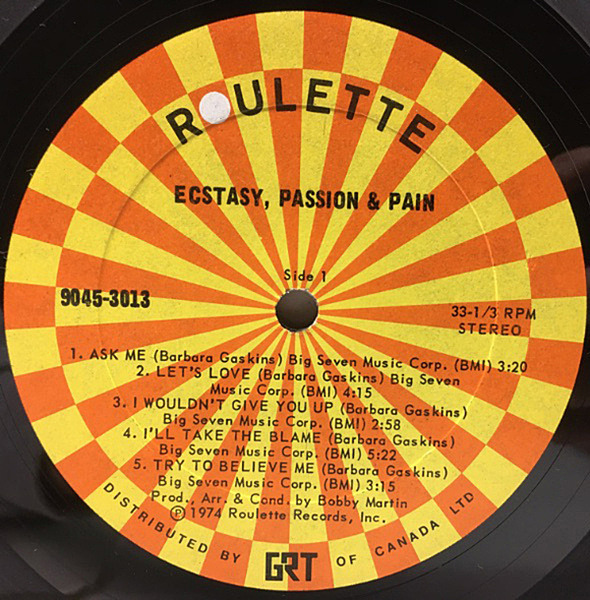 ROULETTE
ECSTASY, PASSION & PAIN
Side 1
9045-3013
33-1/3 RPM
STEREO
1. ASK ME (Barbara Gaskins) Big Seven Music Corp. (BMI) 3:20
2. LET'S LOVE (Barbara Gaskins) Big Seven
Music Corp. (BMI) 4:15
3. I WOULDN'T GIVE YOU UP (Barbara Gaskins)
Big Seven Music Corp. (BMI) 2:58
4. I'LL TAKE THE BLAME (Barbara Gaskins)
Big Seven Music Corp. (BMI) 5:22
5. TRY TO BELIEVE ME (Barbara Gaskins)
Big Seven Music Corp. (BMI) 3:15
Prod., Arr. & Cond. by Bobby Martin
℗ 1974 Roulette Records, Inc.
DISTRIBUTED BY GRT OF CANADA LTD